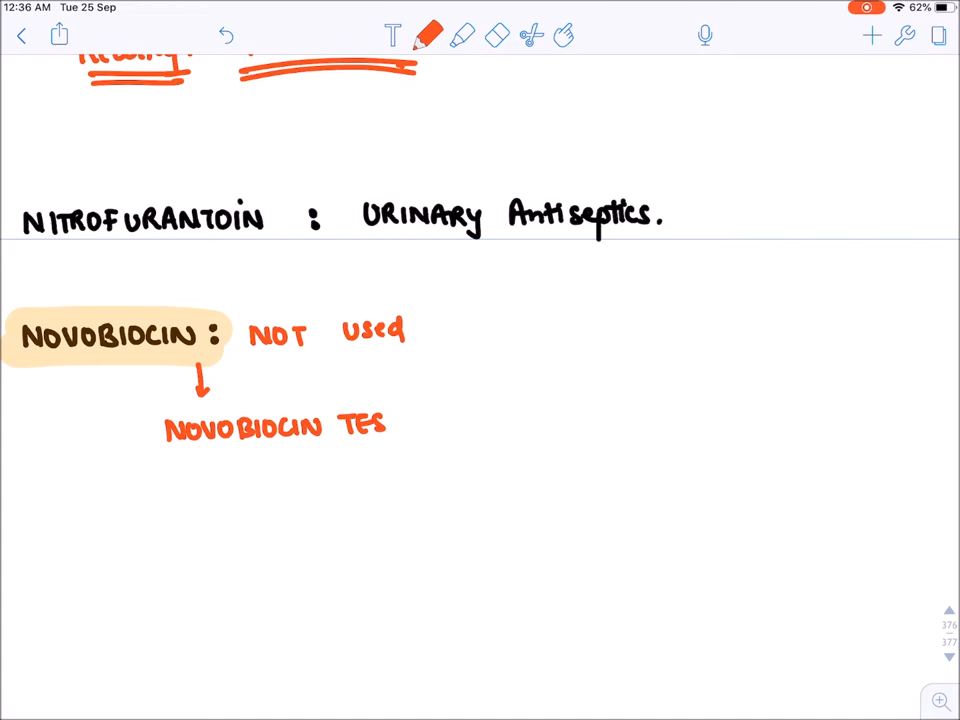 12:36 AM Tue 25 Sep
62%
T
NITROFURANTOIN : URINARY Antiseptics.
NOVOBIOCIN : NOT used
NOVOBIOCIN TES
376
377